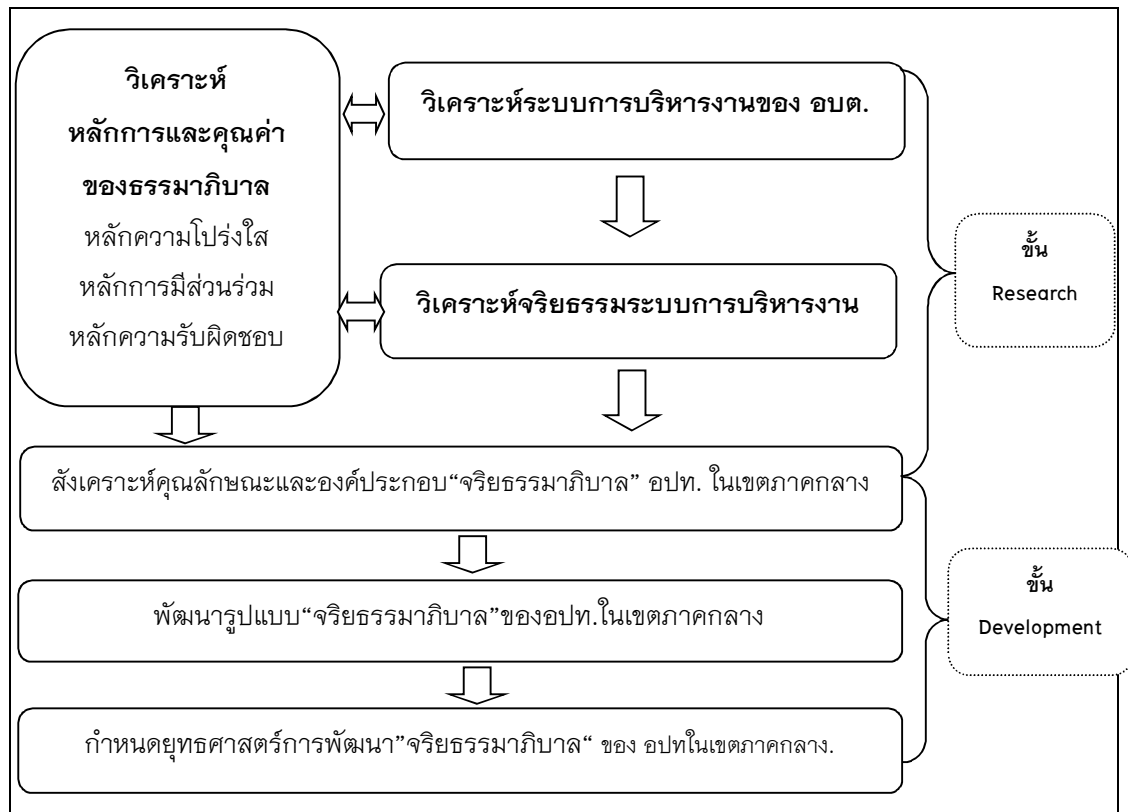 วิเคราะห์
หลักการและคุณค่า
ของธรรมาภิบาล
หลักความโปร่งใส
หลักการมีส่วนร่วม
หลักความรับผิดชอบ
วิเคราะห์ระบบการบริหารงานของ อบต.
วิเคราะห์จริยธรรมระบบการบริหารงาน
ขั้น
Research
สังเคราะห์คุณลักษณะและองค์ประกอบ“จริยธรรมาภิบาล” อปท. ในเขตภาคกลาง
พัฒนารูปแบบ“จริยธรรมาภิบาล”ของอปท.ในเขตภาคกลาง
ขั้น
Development
กำหนดยุทธศาสตร์การพัฒนา”จริยธรรมาภิบาล“ ของ อปทในเขตภาคกลาง.